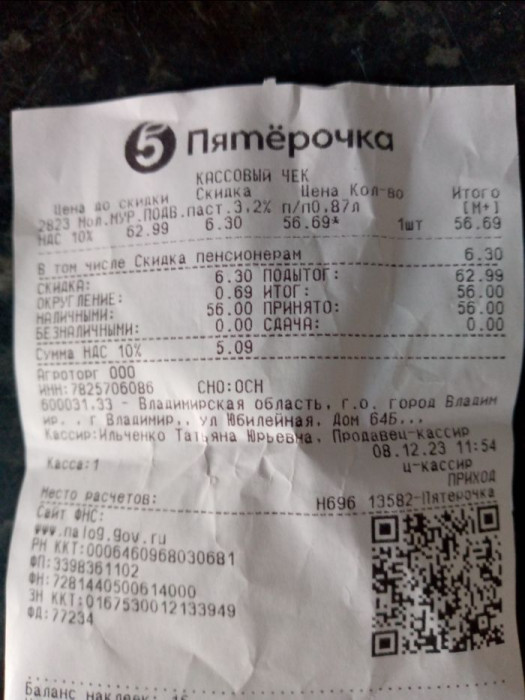 5 Пятёрочка
КАССОВЫЙ ЧЕК
Цена до скидки Скидка Цена Кол-во Итого
[М+]
2823 Мол.МУР.ПОДВ.паст.3,2% п/п0,87л
НДС 10% 62.99 6.30 56.69* 1шт 56.69
В том числе Скидка пенсионерам 6.30
СКИДКА: 6.30 ПОДЫТОГ: 62.99
ОКРУГЛЕНИЕ: 0.69 ИТОГ: 56.00
НАЛИЧНЫМИ: 56.00 ПРИНЯТО: 56.00
БЕЗНАЛИЧНЫМИ: 0.00 СДАЧА: 0.00
Сумма НДС 10% 5.09
Агроторг ООО
ИНН:7825706086 СНО:ОСН
600031,33 - Владимирская область, г.о. город Владим
ир, , г Владимир,, ул Юбилейная, Дом 64Б...
Кассир:Ильченко Татьяна Юрьевна, Продавец-кассир
08.12.23 11:54
Касса:1 ц-кассир
ПРИХОД
Место расчетов: Н696 13582-Пятерочка
Сайт ФНС:
www.nalog.gov.ru
РН ККТ:0006460968030681
ФП:3398361102
ФН:7281440500614000
ЗН ККТ:0167530012133949
ФД:77234
Баланс наклеек: